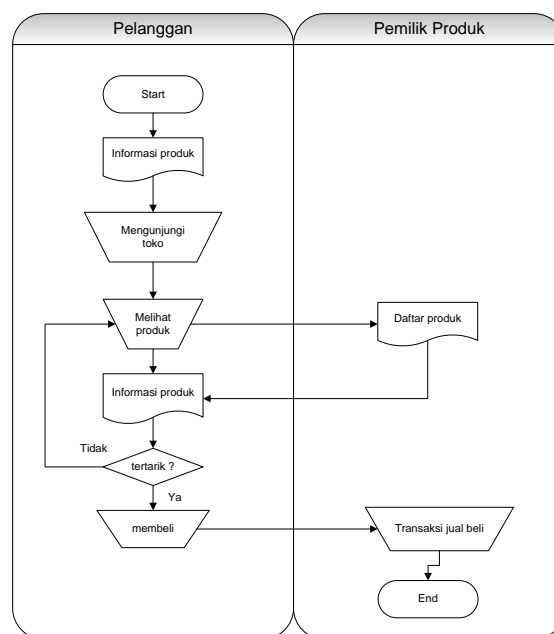 Pelanggan
Pemilik Produk
Start
Informasi produk
Mengunjungi
toko
Melihat
produk
Daftar produk
Informasi produk
Tidak
tertarik ?
Ya
membeli
Transaksi jual beli
End